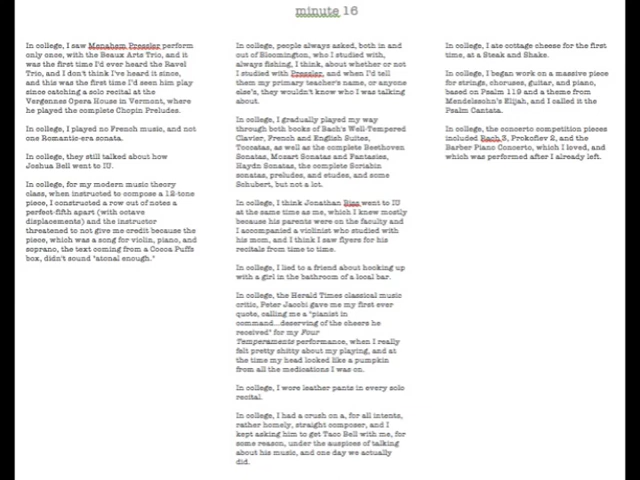 minute 16
In college, I saw Menahem Pressler perform
only once, with the Beaux Arts Trio, and it
was the first time I'd ever heard the Ravel
Trio, and I don't think I've heard it since,
and this was the first time I'd seen him play
since catching a solo recital at the
Vergennes Opera House in Vermont, where
he played the complete Chopin Preludes.
In college, I played no French music, and not
one Romantic-era sonata.
In college, they still talked about how
Joshua Bell went to IU.
In college, for my modern music theory
class, when instructed to compose a 12-tone
piece, I constructed a row out of notes a
perfect-fifth apart (with octave
displacements) and the instructor
threatened to not give me credit because the
piece, which was a song for violin, piano, and
soprano, the text coming from a Cocoa Puffs
box, didn't sound "atonal enough."
In college, people always asked, both in and
out of Bloomington, who I studied with,
always fishing, I think, about whether or not
I studied with Pressler, and when I'd tell
them my primary teacher's name, or anyone
else's, they wouldn't know who I was talking
about.
In college, I gradually played my way
through both books of Bach's Well-Tempered
Clavier, French and English Suites,
Toccatas, as well as the complete Beethoven
Sonatas, Mozart Sonatas and Fantasies,
Haydn Sonatas, the complete Scriabin
sonatas, preludes, and etudes, and some
Schubert, but not a lot.
In college, I think Jonathan Biss went to IU
at the same time as me, which I knew mostly
because his parents were on the faculty and
I accompanied a violinist who studied with
his mom, and I think I saw flyers for his
recitals from time to time.
In college, I lied to a friend about hooking up
with a girl in the bathroom of a local bar.
In college, the Herald Times classical music
critic, Peter Jacobi gave me my first ever
quote, calling me a "pianist in
command...deserving of the cheers he
received" for my Four
Temperaments performance, when I really
felt pretty shitty about my playing, and at
the time my head looked like a pumpkin
from all the medications I was on.
In college, I wore leather pants in every solo
recital.
In college, I had a crush on a, for all intents,
rather homely, straight composer, and I
kept asking him to get Taco Bell with me, for
some reason, under the auspices of talking
about his music, and one day we actually
did.
In college, I ate cottage cheese for the first
time, at a Steak and Shake.
In college, I began work on a massive piece
for strings, choruses, guitar, and piano,
based on Psalm 119 and a theme from
Mendelssohn's Elijah, and I called it the
Psalm Cantata.
In college, the concerto competition pieces
included Rach 3, Prokofiev 2, and the
Barber Piano Concerto, which I loved, and
which was performed after I already left.